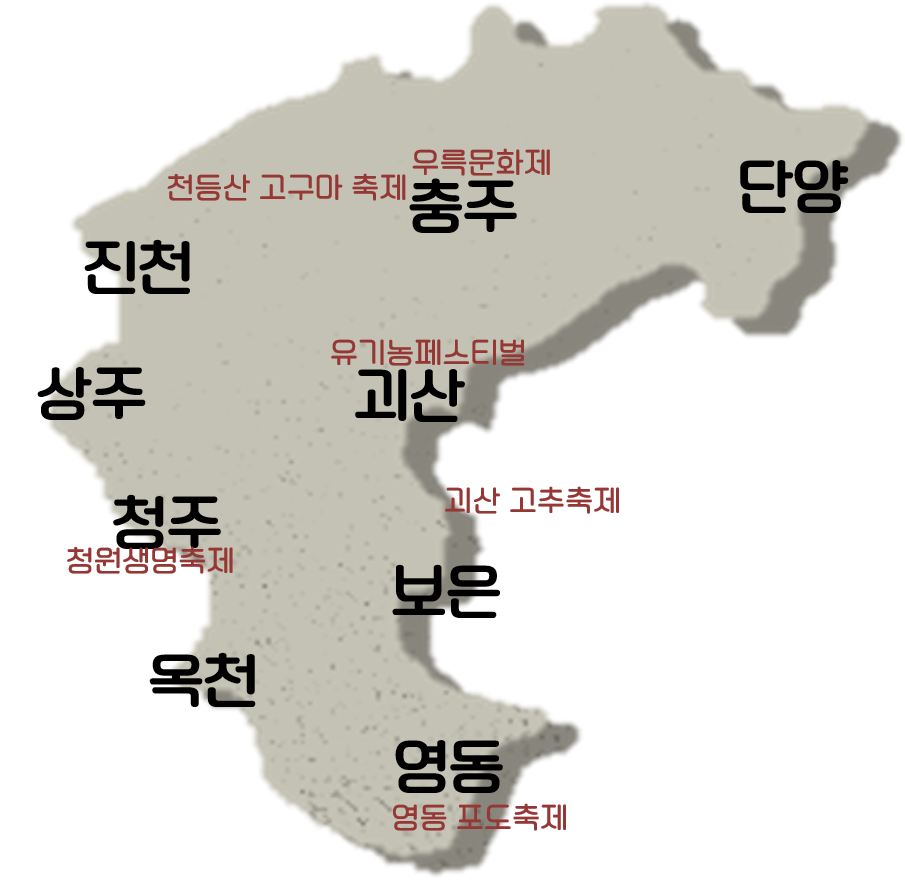 우륵문화제
천등산 고구마 축제
충주
단양
진천
유기농페스티벌
상주
괴산
괴산 고추축제
청주
청원생명축제
보은
옥천
영동
영동 포도축제